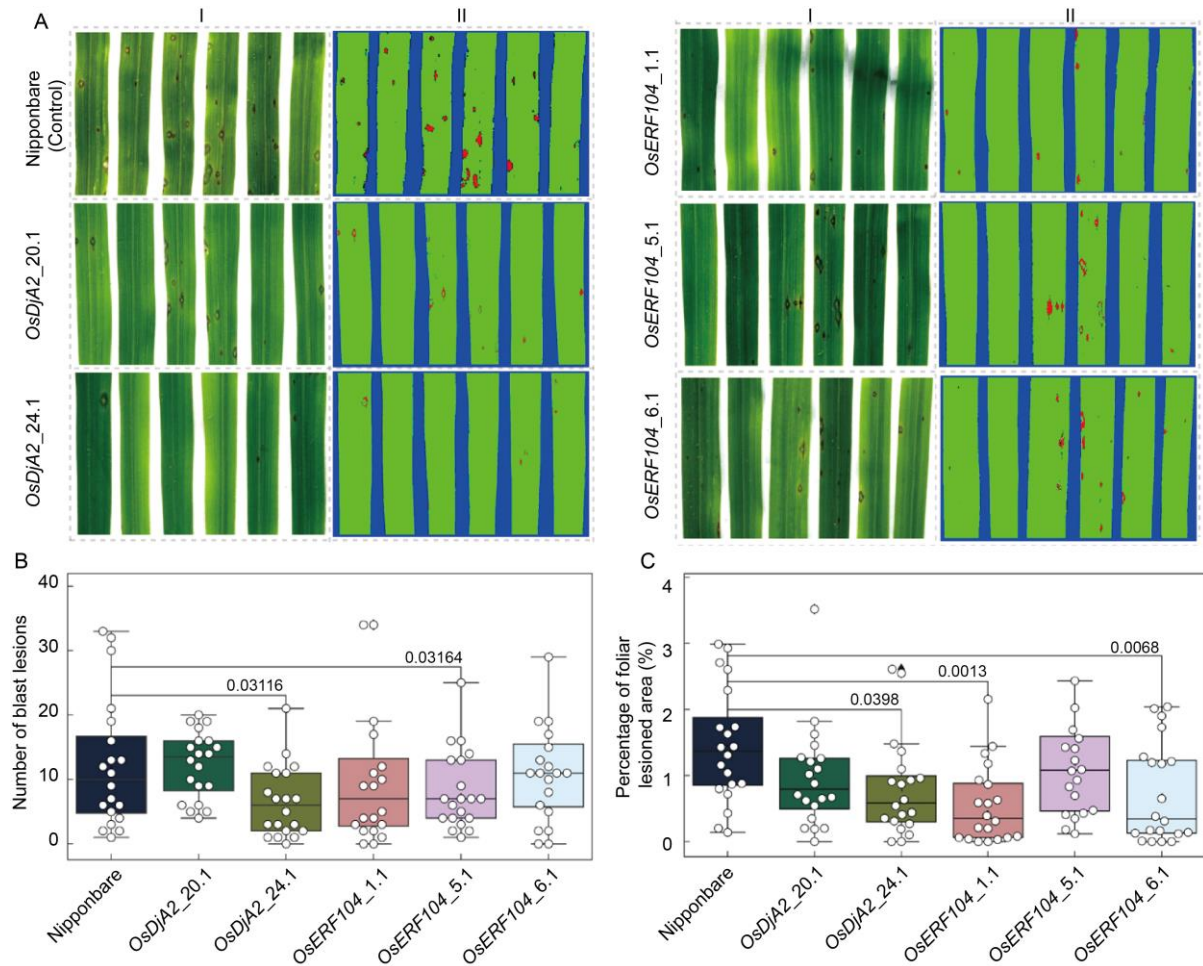 A
I
II
I
II
Nipponbare
(Control)
OsDjA2_20.1
OsDjA2_24.1
OsERF104_1.1
OsERF104_5.1
OsERF104_6.1
B
Number of blast lesions
40
30
20
10
0
0.03164
0.03116
Nipponbare
OsDjA2_20.1
OsDjA2_24.1
OsERF104_1.1
OsERF104_5.1
OsERF104_6.1
C
Percentage of foliar
lesioned area (%)
4
3
2
1
0
0.0068
0.0013
0.0398
Nipponbare
OsDjA2_20.1
OsDjA2_24.1
OsERF104_1.1
OsERF104_5.1
OsERF104_6.1